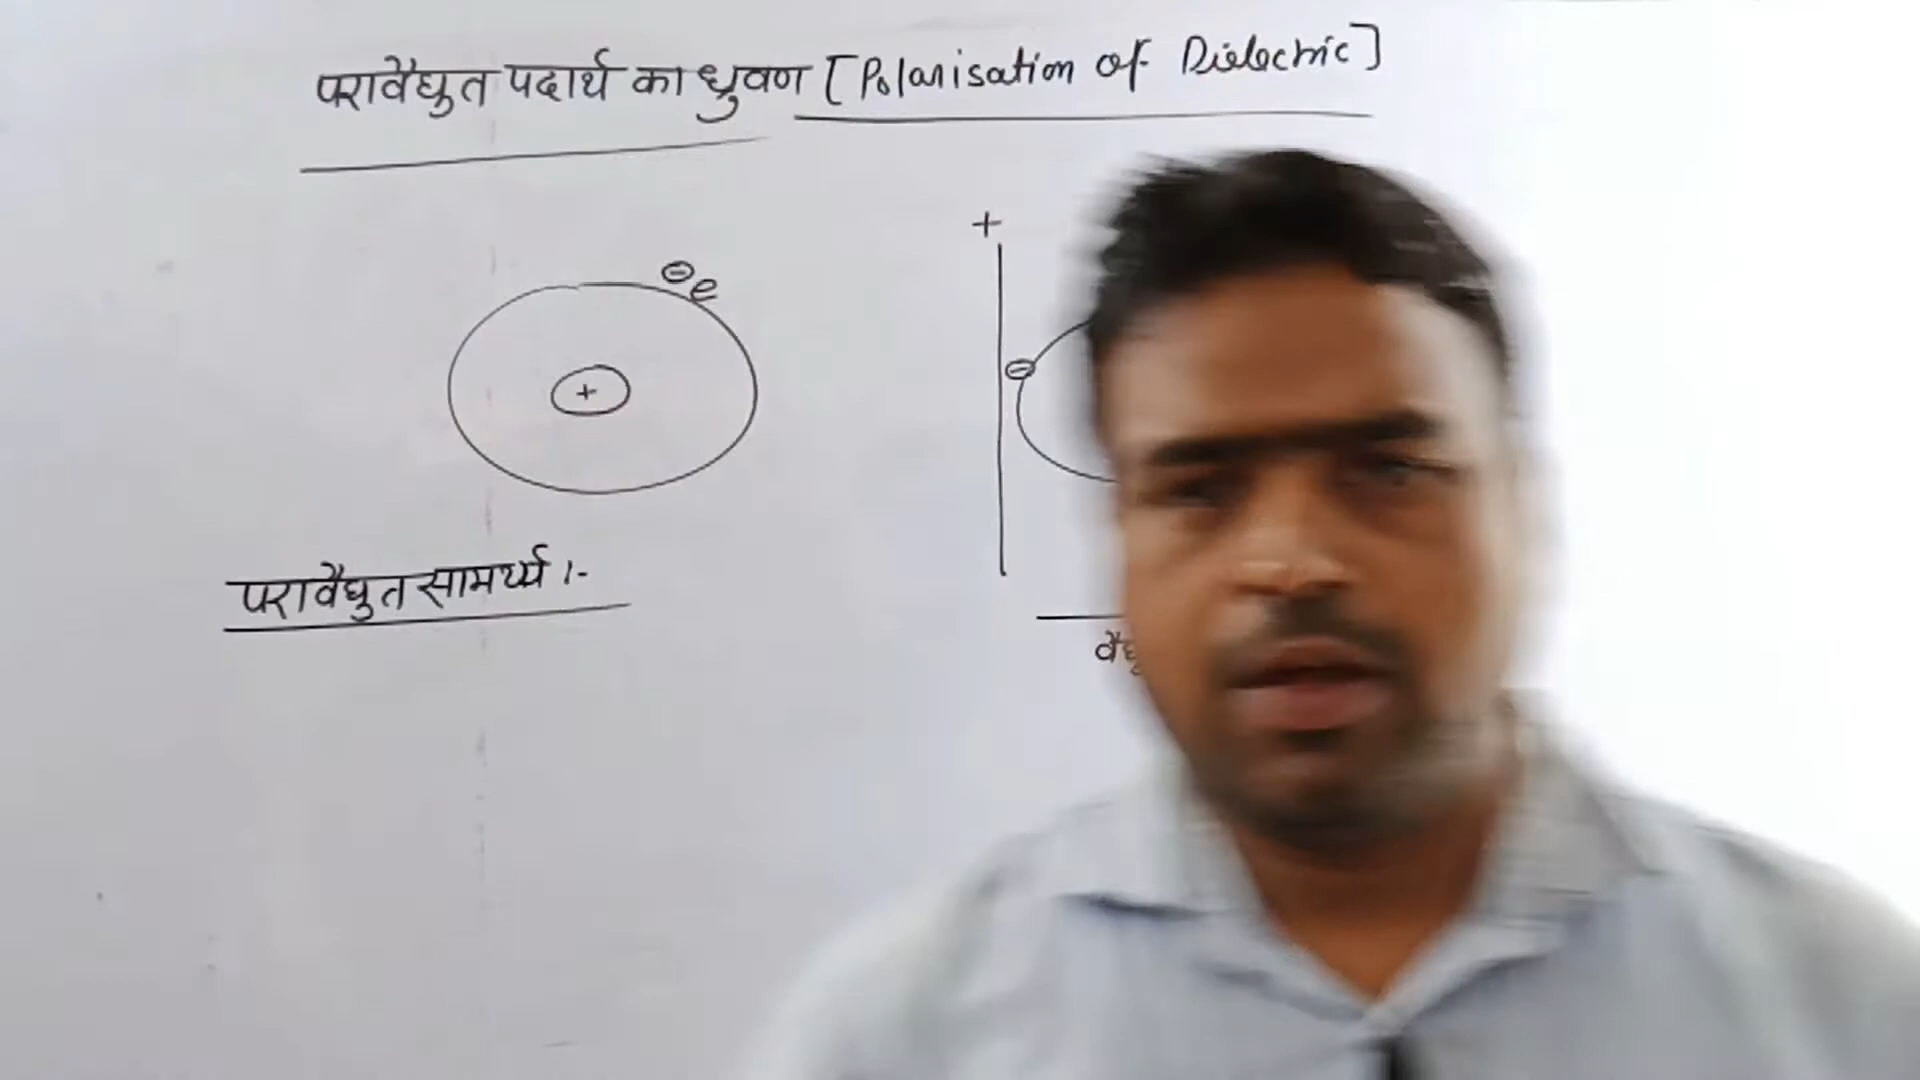 परावैद्युत पदार्थ का ध्रुवण [Polarisation of Dielectric]
⊖e
+
+
⊖
परावैद्युत सामर्थ्य :-